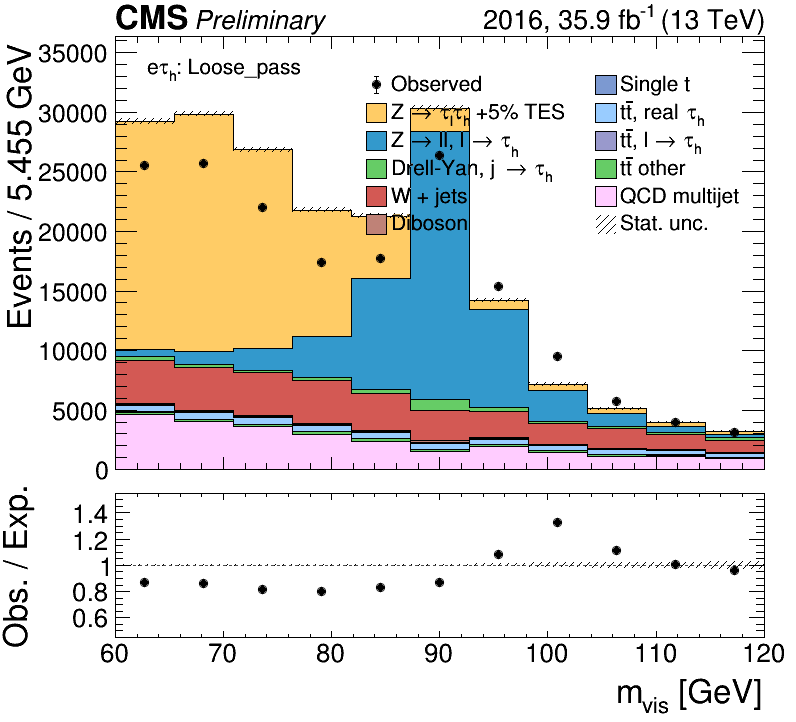 CMS Preliminary 2016, 35.9 fb⁻¹ (13 TeV)
eτh: Loose_pass
Observed
Z → τlτh +5% TES
Z → ll, l → τh
Drell-Yan, j → τh
W + jets
Diboson
Single t
tt̄, real τh
tt̄, l → τh
tt̄ other
QCD multijet
Stat. unc.
Events / 5.455 GeV
35000
30000
25000
20000
15000
10000
5000
0
Obs. / Exp.
1.4
1.2
1
0.8
0.6
60 70 80 90 100 110 120
mvis [GeV]